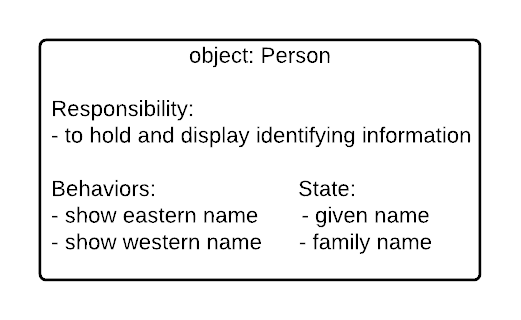 object: Person
Responsibility:
- to hold and display identifying information
Behaviors:
- show eastern name
- show western name
State:
- given name
- family name